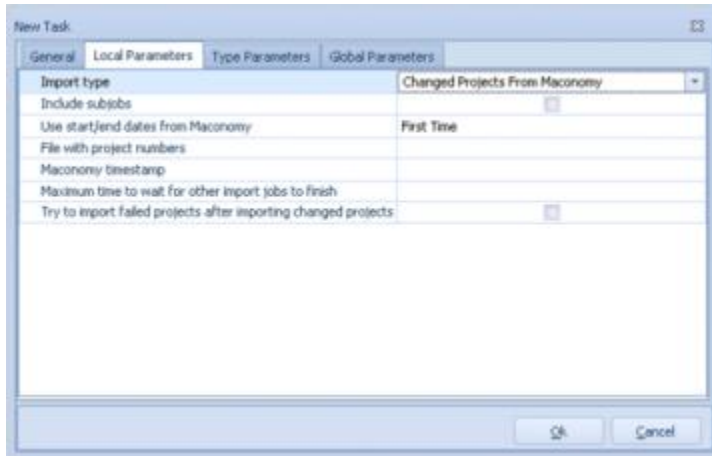 New Task
General Local Parameters Type Parameters Global Parameters
Import type Changed Projects From Maconomy
Include subjobs
Use start/end dates from Maconomy First Time
File with project numbers
Maconomy timestamp
Maximum time to wait for other import jobs to finish
Try to import failed projects after importing changed projects
Ok Cancel